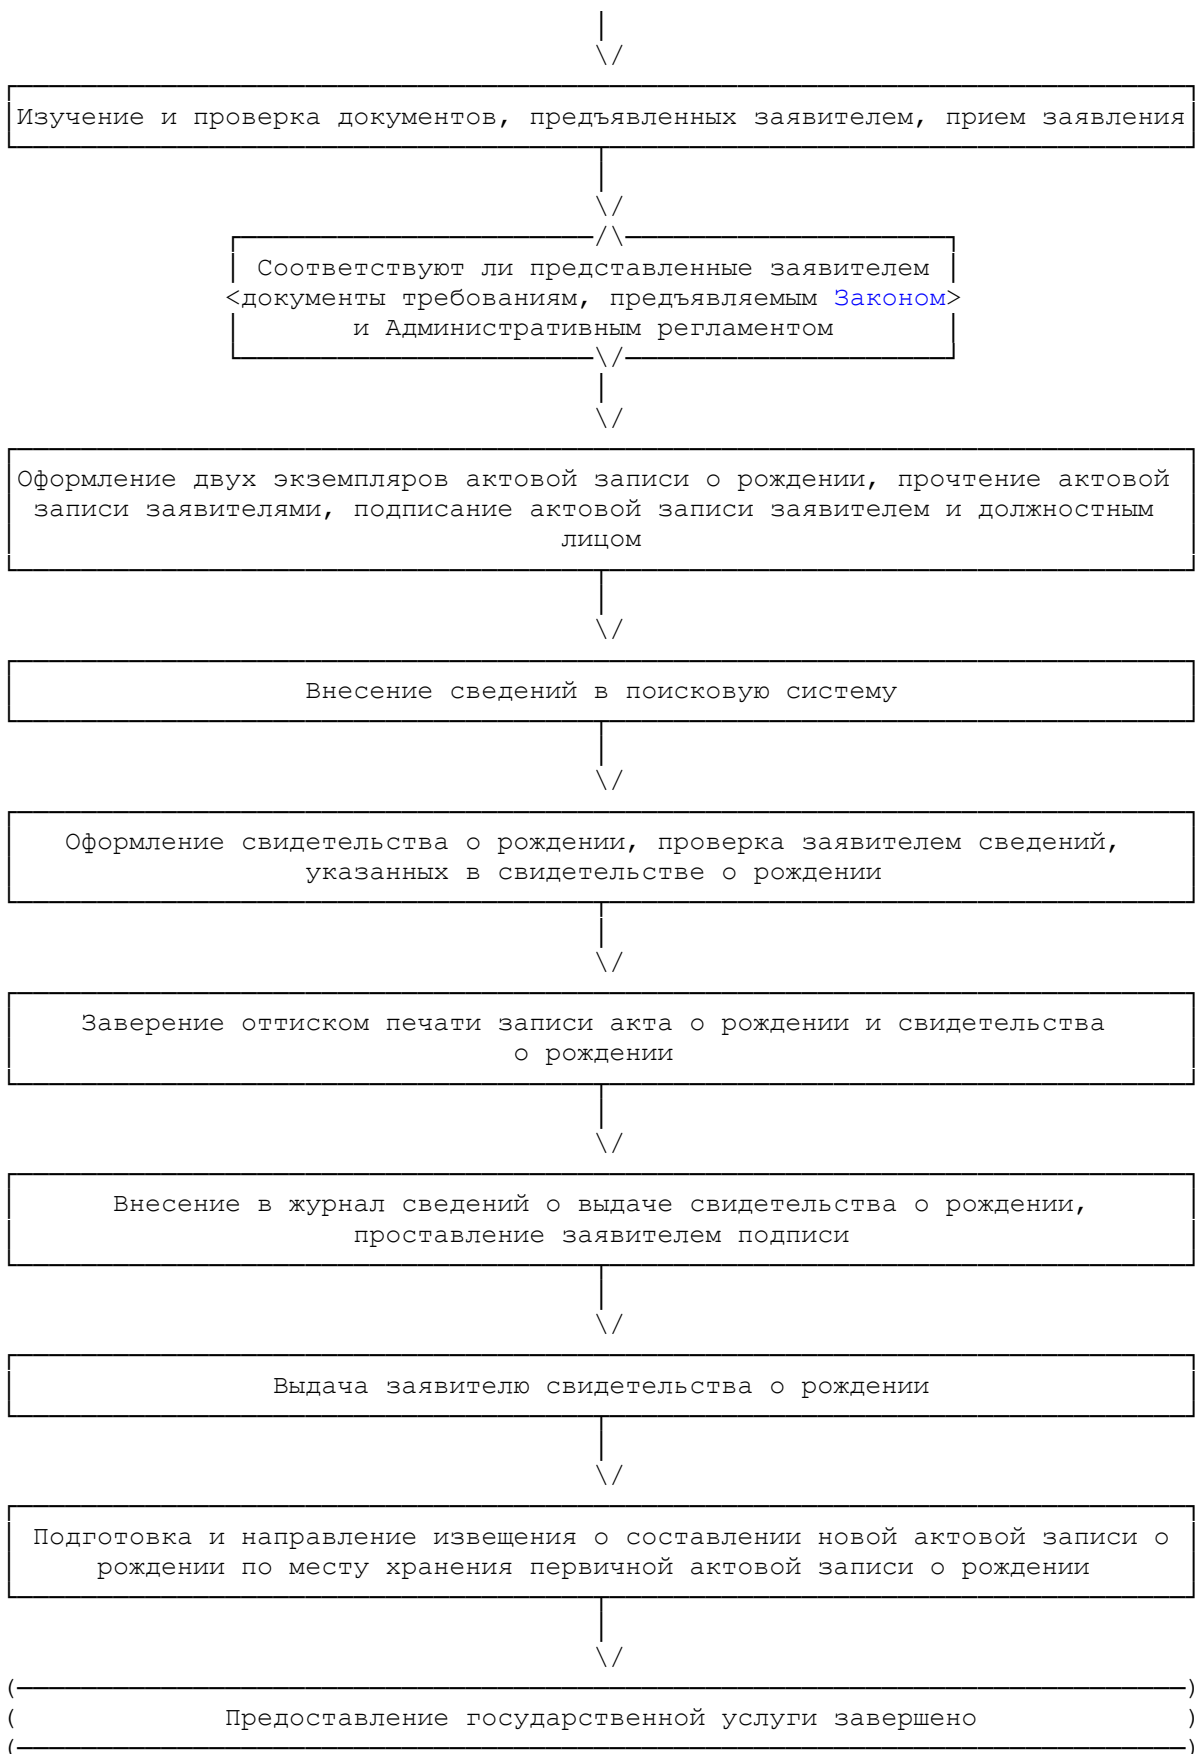 Изучение и проверка документов, предъявленных заявителем, прием заявления
Соответствуют ли представленные заявителем
<документы требованиям, предъявляемым Законом>
и Административным регламентом
Оформление двух экземпляров актовой записи о рождении, прочтение актовой
записи заявителями, подписание актовой записи заявителем и должностным
лицом
Внесение сведений в поисковую систему
Оформление свидетельства о рождении, проверка заявителем сведений,
указанных в свидетельстве о рождении
Заверение оттиском печати записи акта о рождении и свидетельства
о рождении
Внесение в журнал сведений о выдаче свидетельства о рождении,
проставление заявителем подписи
Выдача заявителю свидетельства о рождении
Подготовка и направление извещения о составлении новой актовой записи о
рождении по месту хранения первичной актовой записи о рождении
( Предоставление государственной услуги завершено )